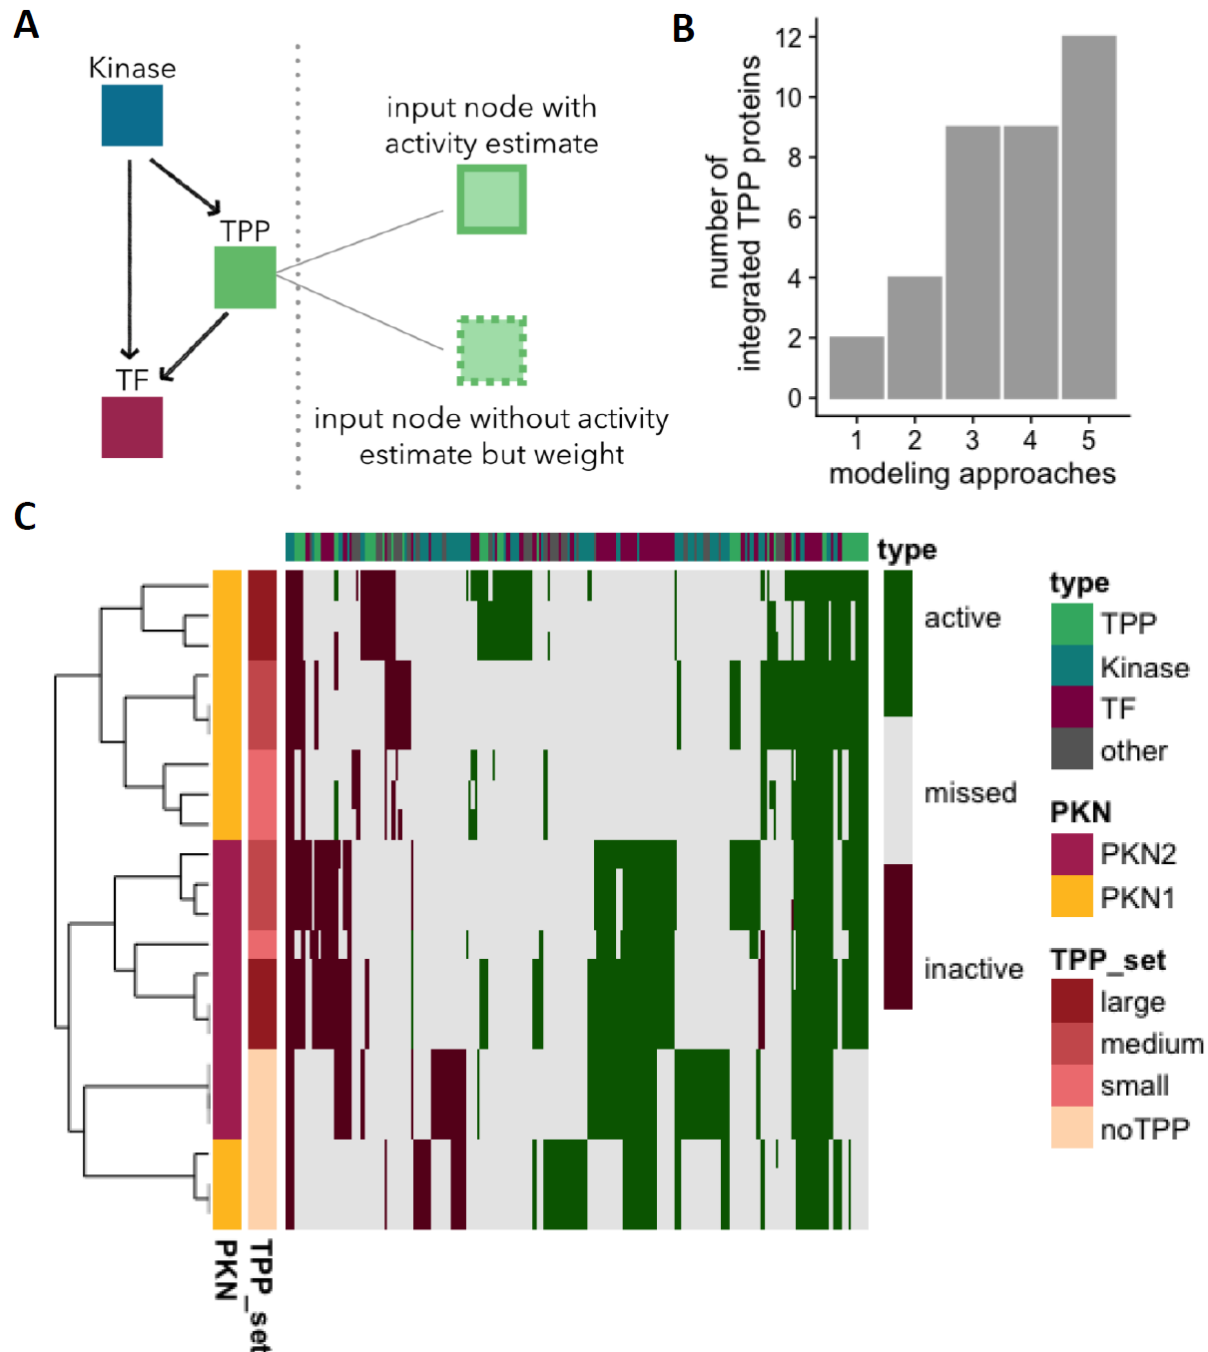 A
Kinase
TPP
TF
input node with
activity estimate
input node without activity
estimate but weight
B
number of
integrated TPP proteins
12
10
8
6
4
2
0
1 2 3 4 5
modeling approaches
C
type
active
missed
inactive
type
TPP
Kinase
TF
other
PKN
PKN2
PKN1
TPP_set
large
medium
small
noTPP
PKN
TPP_set